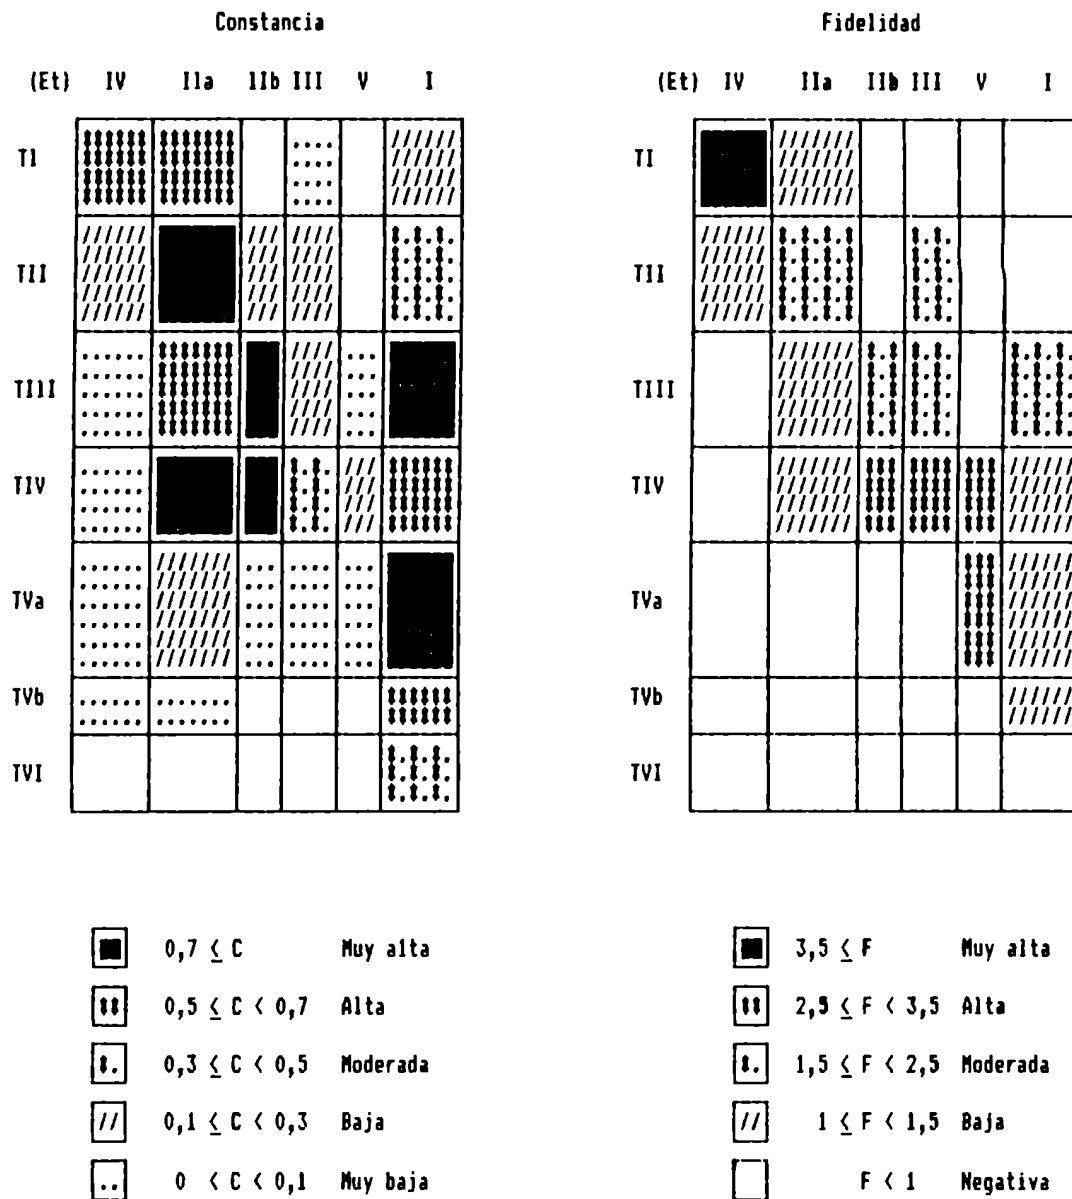 Constancia
(Et) IV IIa IIb III V I
TI
TII
TIII
TIV
TVa
TVb
TVI
0,7 ≤ C Muy alta
0,5 ≤ C < 0,7 Alta
0,3 ≤ C < 0,5 Moderada
0,1 ≤ C < 0,3 Baja
0 < C < 0,1 Muy baja
Fidelidad
(Et) IV IIa IIb III V I
TI
TII
TIII
TIV
TVa
TVb
TVI
3,5 ≤ F Muy alta
2,5 ≤ F < 3,5 Alta
1,5 ≤ F < 2,5 Moderada
1 ≤ F < 1,5 Baja
F < 1 Negativa